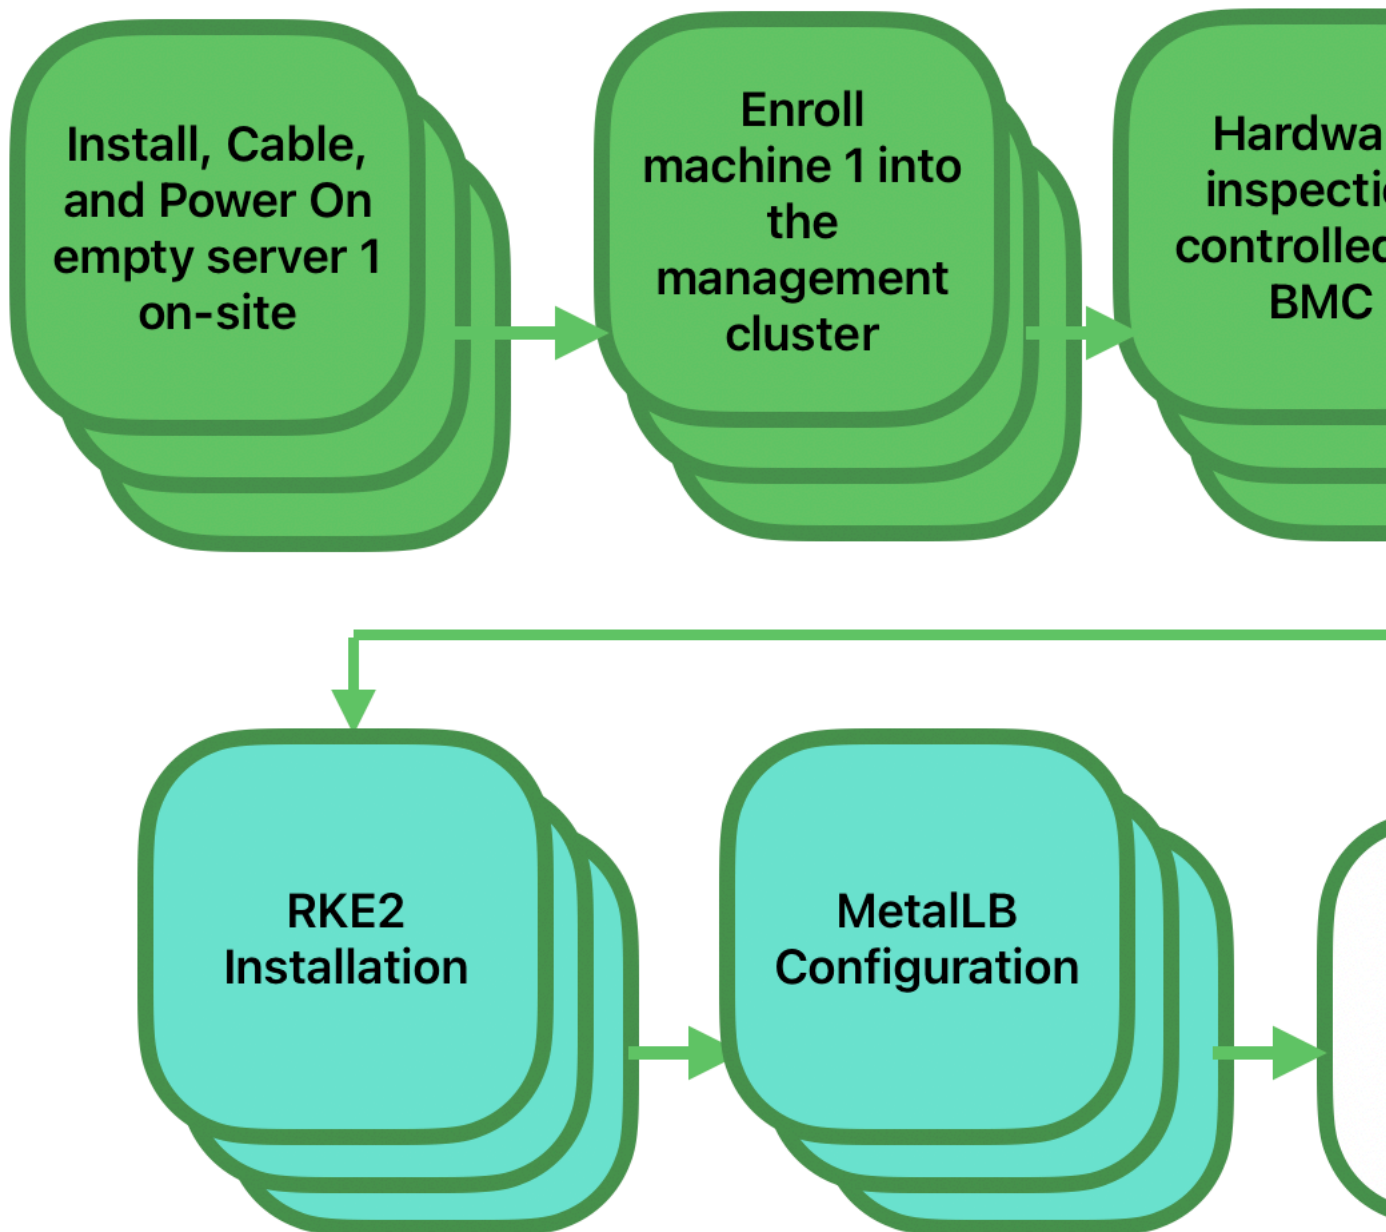 Install, Cable,
and Power On
empty server 1
on-site
Enroll
machine 1 into
the
management
cluster
BMC
RKE2
Installation
MetalLB
Configuration